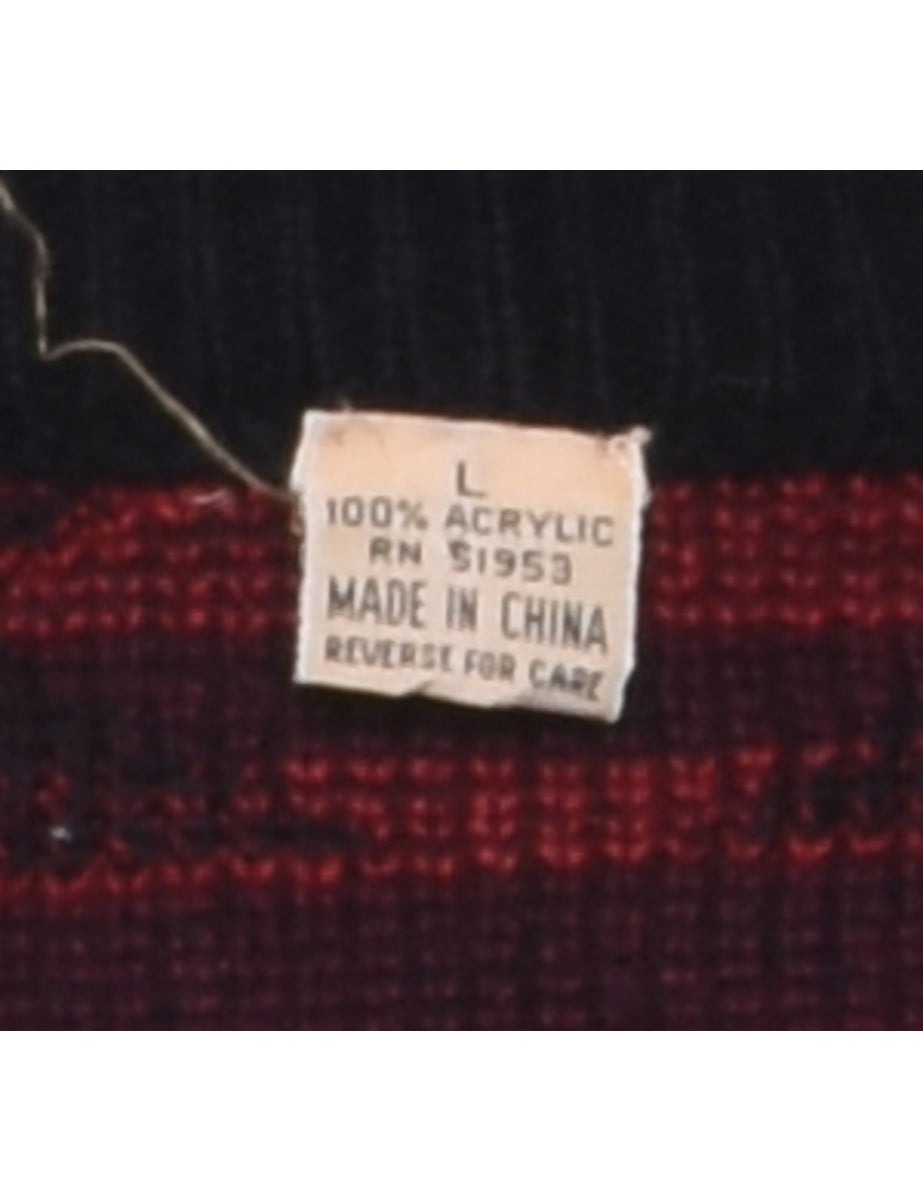 L
100% ACRYLIC
RN 51953
MADE IN CHINA
REVERSE FOR CARE